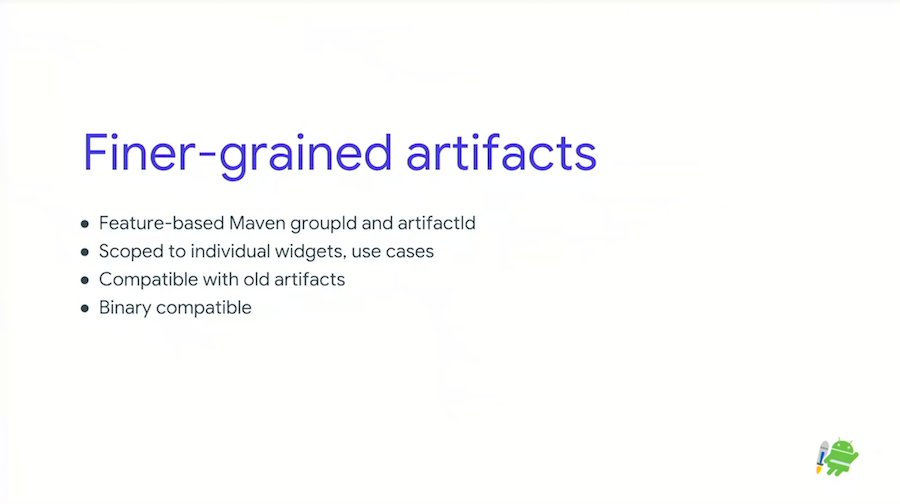 Finer-grained artifacts
● Feature-based Maven groupId and artifactId
● Scoped to individual widgets, use cases
● Compatible with old artifacts
● Binary compatible